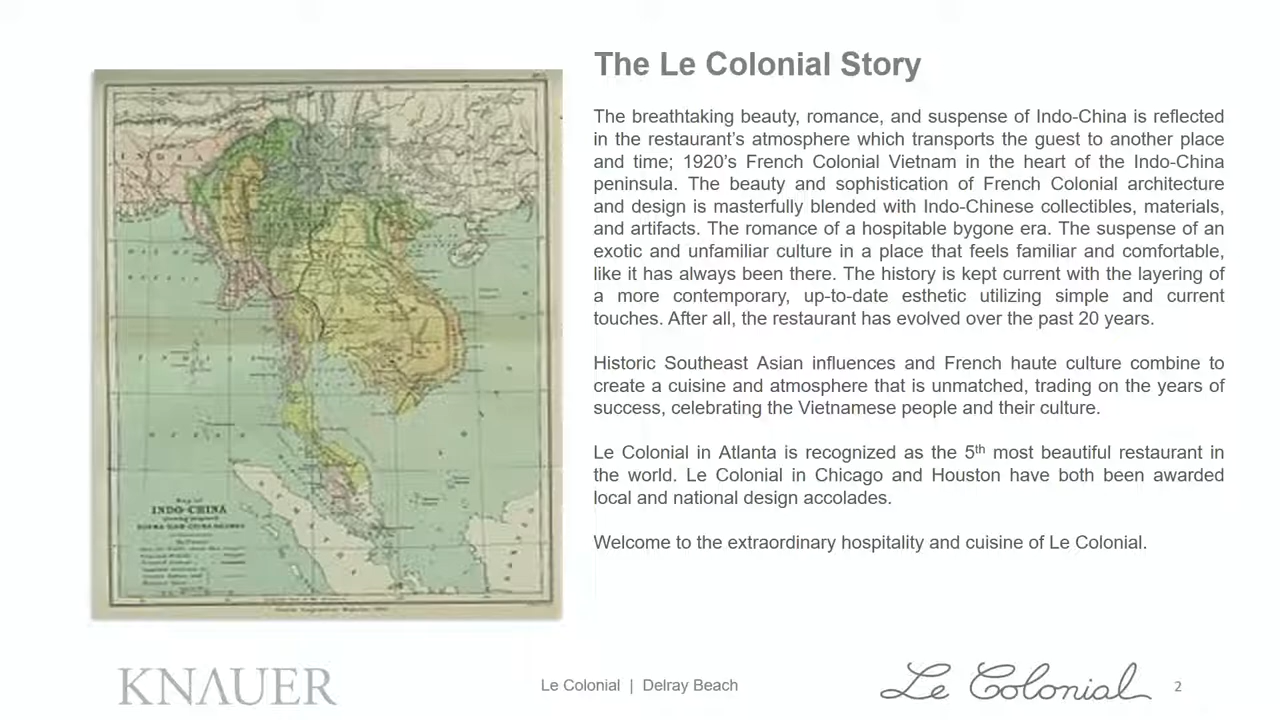 The Le Colonial Story
The breathtaking beauty, romance, and suspense of Indo-China is reflected
in the restaurant's atmosphere which transports the guest to another place
and time; 1920's French Colonial Vietnam in the heart of the Indo-China
peninsula. The beauty and sophistication of French Colonial architecture
and design is masterfully blended with Indo-Chinese collectibles, materials,
and artifacts. The romance of a hospitable bygone era. The suspense of an
exotic and unfamiliar culture in a place that feels familiar and comfortable,
like it has always been there. The history is kept current with the layering of
a more contemporary, up-to-date esthetic utilizing simple and current
touches. After all, the restaurant has evolved over the past 20 years.
Historic Southeast Asian influences and French haute culture combine to
create a cuisine and atmosphere that is unmatched, trading on the years of
success, celebrating the Vietnamese people and their culture.
Le Colonial in Atlanta is recognized as the 5th most beautiful restaurant in
the world. Le Colonial in Chicago and Houston have both been awarded
local and national design accolades.
Welcome to the extraordinary hospitality and cuisine of Le Colonial.
INDIA
Map of
INDO-CHINA
KNAUER
Le Colonial | Delray Beach
Le Colonial
2